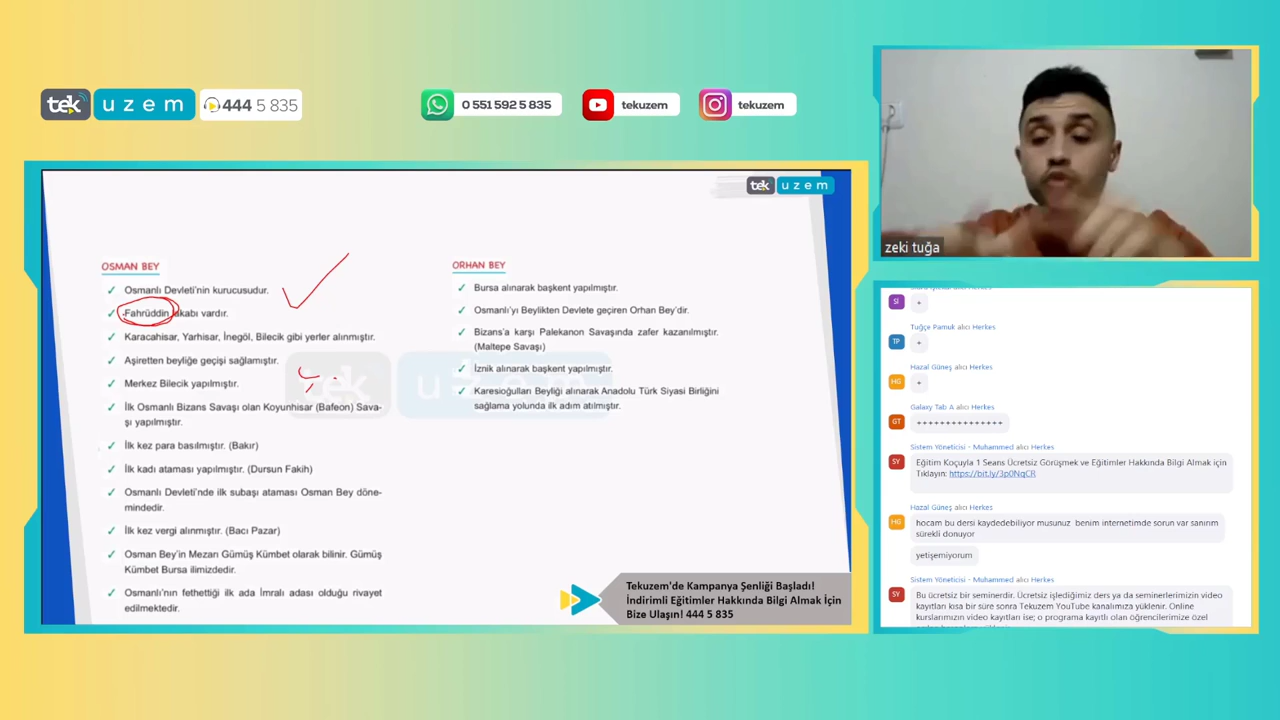 tek uzem 444 5 835
0 551 592 5 835
tekuzem
tekuzem
tek uzem
OSMAN BEY
✓ Osmanlı Devleti'nin kurucusudur.
✓ Fahrüddin lakabı vardır.
✓ Karacahisar, Yarhisar, İnegöl, Bilecik gibi yerler alınmıştır.
✓ Aşiretten beyliğe geçişi sağlamıştır.
✓ Merkez Bilecik yapılmıştır.
✓ İlk Osmanlı Bizans Savaşı olan Koyunhisar (Bafeon) Sava-
şı yapılmıştır.
✓ İlk kez para basılmıştır. (Bakır)
✓ İlk kadı ataması yapılmıştır. (Dursun Fakih)
✓ Osmanlı Devleti'nde ilk subaşı ataması Osman Bey döne-
mindedir.
✓ İlk kez vergi alınmıştır. (Bacı Pazar)
✓ Osman Bey'in Mezarı Gümüş Kümbet olarak bilinir. Gümüş
Kümbet Bursa ilimizdedir.
✓ Osmanlı'nın fethettiği ilk ada İmralı adası olduğu rivayet
edilmektedir.
ORHAN BEY
✓ Bursa alınarak başkent yapılmıştır.
✓ Osmanlı'yı Beylikten Devlete geçiren Orhan Bey'dir.
✓ Bizans'a karşı Palekanon Savaşında zafer kazanılmıştır.
(Maltepe Savaşı)
✓ İznik alınarak başkent yapılmıştır.
✓ Karesioğulları Beyliği alınarak Anadolu Türk Siyasi Birliğini
sağlama yolunda ilk adım atılmıştır.
tek uzem
Tekuzem'de Kampanya Şenliği Başladı!
İndirimli Eğitimler Hakkında Bilgi Almak İçin
Bize Ulaşın! 444 5 835
zeki tuğa
SI +
Tuğçe Pamuk alıcı Herkes
TP +
Hazal Güneş alıcı Herkes
HG +
Galaxy Tab A alıcı Herkes
GT +++++++++++++++
Sistem Yöneticisi - Muhammed alıcı Herkes
SY Eğitim Koçuyla 1 Seans Ücretsiz Görüşmek ve Eğitimler Hakkında Bilgi Almak için
Tıklayın: https://bit.ly/3p0NqCR
Hazal Güneş alıcı Herkes
HG hocam bu dersi kaydedebiliyor musunuz benim internetimde sorun var sanırım
sürekli donuyor
yetişemiyorum
Sistem Yöneticisi - Muhammed alıcı Herkes
SY Bu ücretsiz bir seminerdir. Ücretsiz işlediğimiz ders ya da seminerlerimizin video
kayıtları kısa bir süre sonra Tekuzem YouTube kanalımıza yüklenir. Online
kurslarımızın video kayıtları ise; o programa kayıtlı olan öğrencilerimize özel